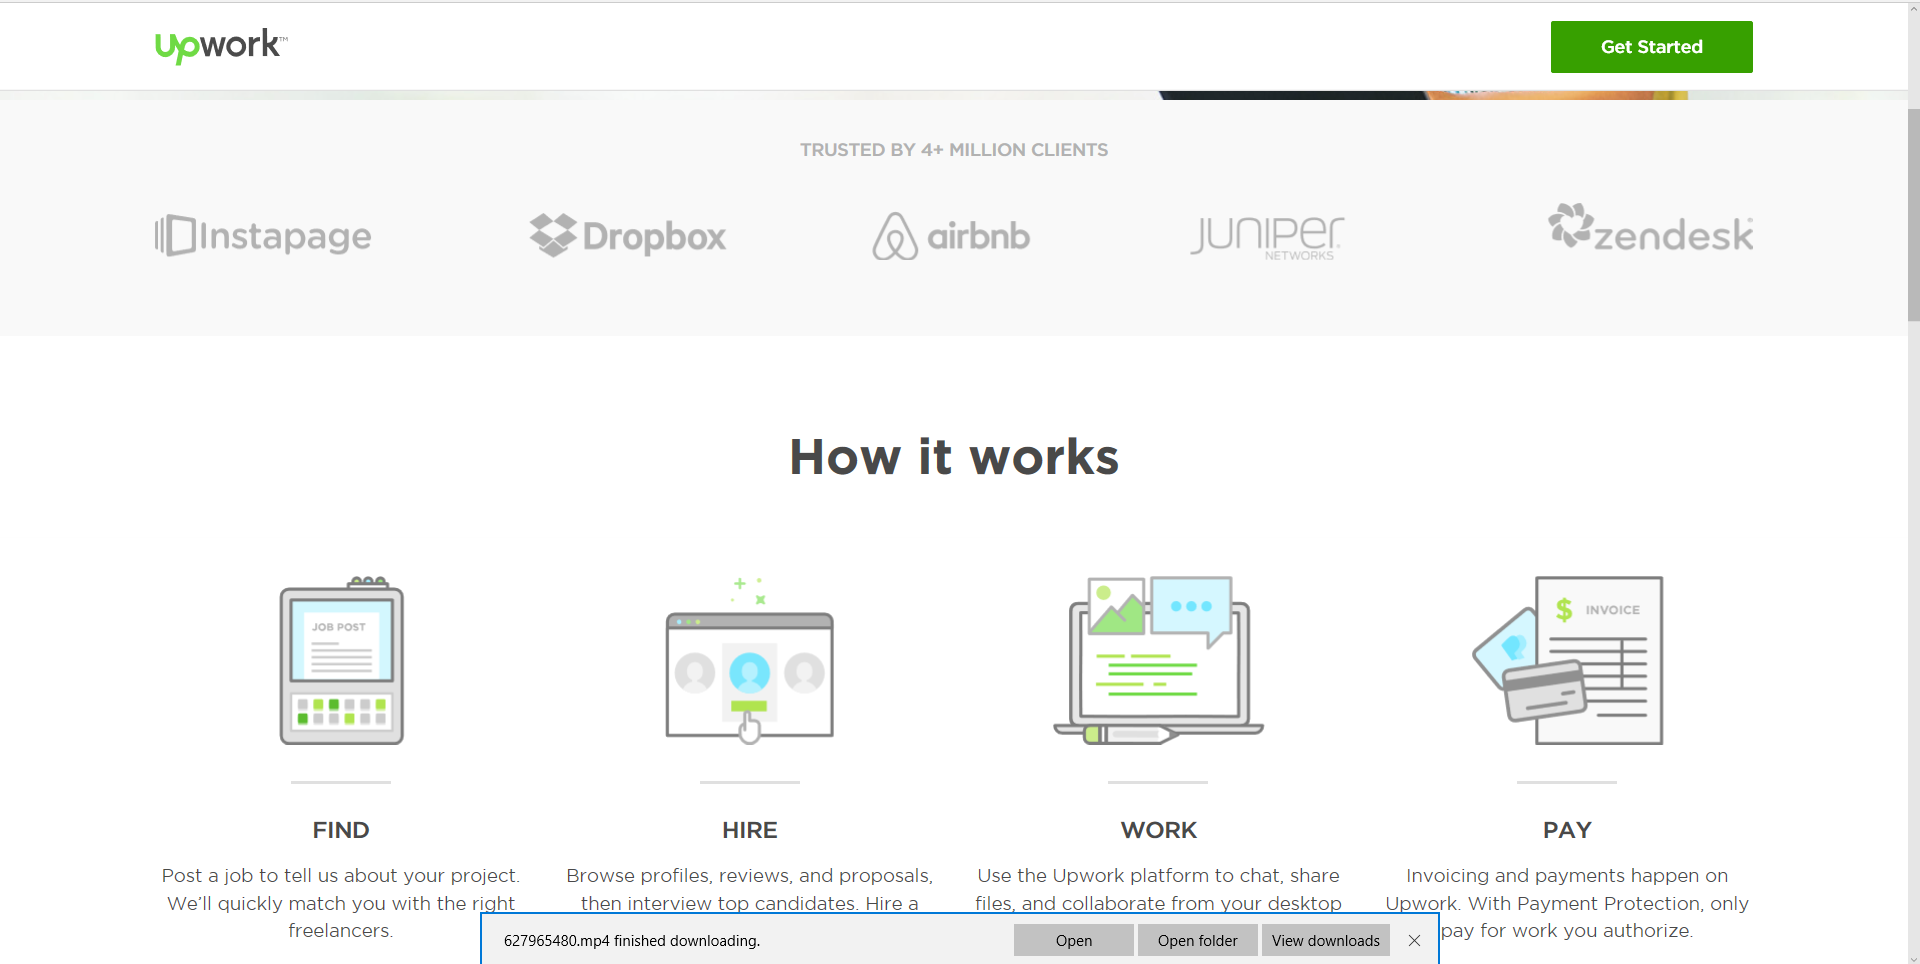 Upwork™
Get Started
TRUSTED BY 4+ MILLION CLIENTS
Instapage
Dropbox
airbnb
JUNIPER
NETWORKS
zendesk
How it works
JOB POST
$ INVOICE
FIND
Post a job to tell us about your project.
We’ll quickly match you with the right
freelancers.
HIRE
Browse profiles, reviews, and proposals,
then interview top candidates. Hire a
WORK
Use the Upwork platform to chat, share
files, and collaborate from your desktop
PAY
Invoicing and payments happen on
Upwork. With Payment Protection, only
pay for work you authorize.
627965480.mp4 finished downloading.
Open
Open folder
View downloads